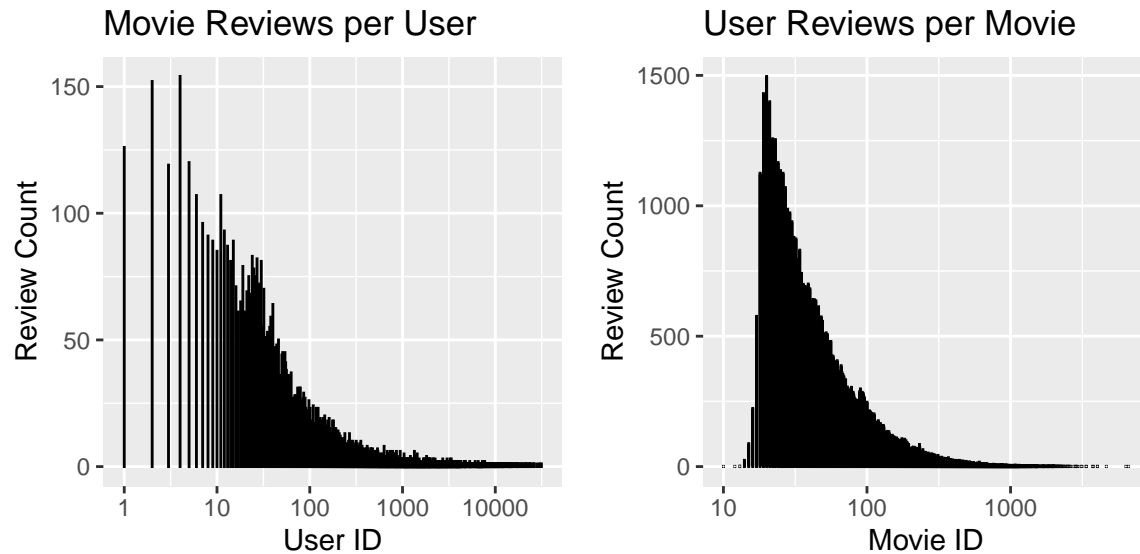 Movie Reviews per User
150
100
50
0
Review Count
1 10 100 1000 10000
User ID
User Reviews per Movie
1500
1000
500
0
Review Count
10 100 1000
Movie ID